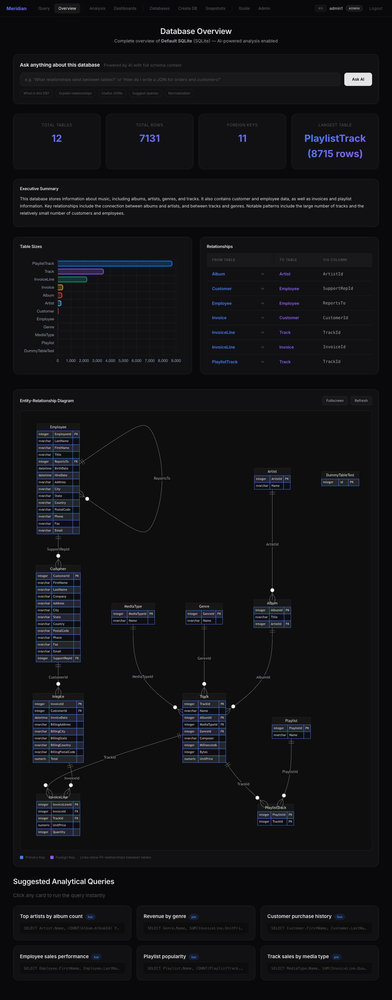 Meridian Query Overview Analysis Dashboards Databases Create DB Snapshots Guide Admin ⌘K admin1 ADMIN Logout
Database Overview
Complete overview of Default SQLite (SQLite) — AI-powered analysis enabled
Ask anything about this database Powered by AI with full schema context
e.g. 'What relationships exist between tables?' or 'How do I write a JOIN for orders and customers?'
Ask AI
What is this DB? Explain relationships Useful JOINs Suggest queries Normalization
TOTAL TABLES
12
TOTAL ROWS
7131
FOREIGN KEYS
11
LARGEST TABLE
PlaylistTrack
(8715 rows)
Executive Summary
This database stores information about music, including albums, artists, genres, and tracks. It also contains customer and employee data, as well as invoices and playlist
information. Key relationships include the connection between albums and artists, and between tracks and genres. Notable patterns include the large number of tracks and the
relatively small number of customers and employees.
Table Sizes
PlaylistTrack
Track
InvoiceLine
Invoice
Album
Artist
Customer
Employee
Genre
MediaType
Playlist
DummyTableTest
0 1,000 2,000 3,000 4,000 5,000 6,000 7,000 8,000 9,000
Relationships
FROM TABLE TO TABLE VIA COLUMN
Album → Artist ArtistId
Customer → Employee SupportRepId
Employee → Employee ReportsTo
Invoice → Customer CustomerId
InvoiceLine → Track TrackId
InvoiceLine → Invoice InvoiceId
PlaylistTrack → Track TrackId
Entity-Relationship Diagram
Fullscreen Refresh
Employee
integer EmployeeId PK
nvarchar LastName
nvarchar FirstName
nvarchar Title
integer ReportsTo FK
datetime BirthDate
datetime HireDate
nvarchar Address
nvarchar City
nvarchar State
nvarchar Country
nvarchar PostalCode
nvarchar Phone
nvarchar Fax
nvarchar Email
ReportsTo
Artist
integer ArtistId PK
nvarchar Name
DummyTableTest
integer id PK
ArtistId
SupportRepId
Customer
integer CustomerId PK
nvarchar FirstName
nvarchar LastName
nvarchar Company
nvarchar Address
nvarchar City
nvarchar State
nvarchar Country
nvarchar PostalCode
nvarchar Phone
nvarchar Fax
nvarchar Email
integer SupportRepId FK
MediaType
integer MediaTypeId PK
nvarchar Name
Genre
integer GenreId PK
nvarchar Name
Album
integer AlbumId PK
nvarchar Title
integer ArtistId FK
GenreId
CustomerId
MediaTypeId
AlbumId
Invoice
integer InvoiceId PK
integer CustomerId FK
datetime InvoiceDate
nvarchar BillingAddress
nvarchar BillingCity
nvarchar BillingState
nvarchar BillingCountry
nvarchar BillingPostalCode
numeric Total
Track
integer TrackId PK
nvarchar Name
integer AlbumId FK
integer MediaTypeId FK
integer GenreId FK
nvarchar Composer
integer Milliseconds
integer Bytes
numeric UnitPrice
Playlist
integer PlaylistId PK
nvarchar Name
TrackId
InvoiceId
PlaylistId
TrackId
InvoiceLine
integer InvoiceLineId PK
integer InvoiceId FK
integer TrackId FK
numeric UnitPrice
integer Quantity
PlaylistTrack
integer PlaylistId PK
integer TrackId PK
Primary Key Foreign Key Lines show FK relationships between tables
Suggested Analytical Queries
Click any card to run the query instantly
Top artists by album count bar
SELECT Artist.Name, COUNT(Album.AlbumId) F…
Revenue by genre pie
SELECT Genre.Name, SUM(InvoiceLine.UnitPri…
Customer purchase history line
SELECT Customer.FirstName, Customer.LastNa…
Employee sales performance bar
SELECT Employee.FirstName, Employee.LastNa…
Playlist popularity bar
SELECT Playlist.Name, COUNT(PlaylistTrack.…
Track sales by media type pie
SELECT MediaType.Name, SUM(InvoiceLine.Qua…